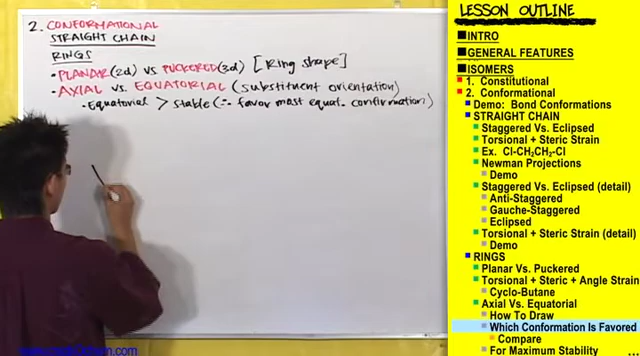 2. CONFORMATIONAL
STRAIGHT CHAIN
RINGS
• PLANAR (2d) vs PUCKERED (3d) [Ring shape]
• AXIAL vs. EQUATORIAL (substituent orientation)
• Equatorial > stable (∴ favor most equat. confirmation)
LESSON OUTLINE
INTRO
GENERAL FEATURES
ISOMERS
1. Constitutional
2. Conformational
Demo: Bond Conformations
STRAIGHT CHAIN
Staggered Vs. Eclipsed
Torsional + Steric Strain
Ex. Cl-CH2CH2-Cl
Newman Projections
Demo
Staggered Vs. Eclipsed (detail)
Anti-Staggered
Gauche-Staggered
Eclipsed
Torsional + Steric Strain (detail)
Demo
RINGS
Planar Vs. Puckered
Torsional + Steric + Angle Strain
Cyclo-Butane
Axial Vs. Equatorial
How To Draw
Which Conformation Is Favored
Compare
For Maximum Stability